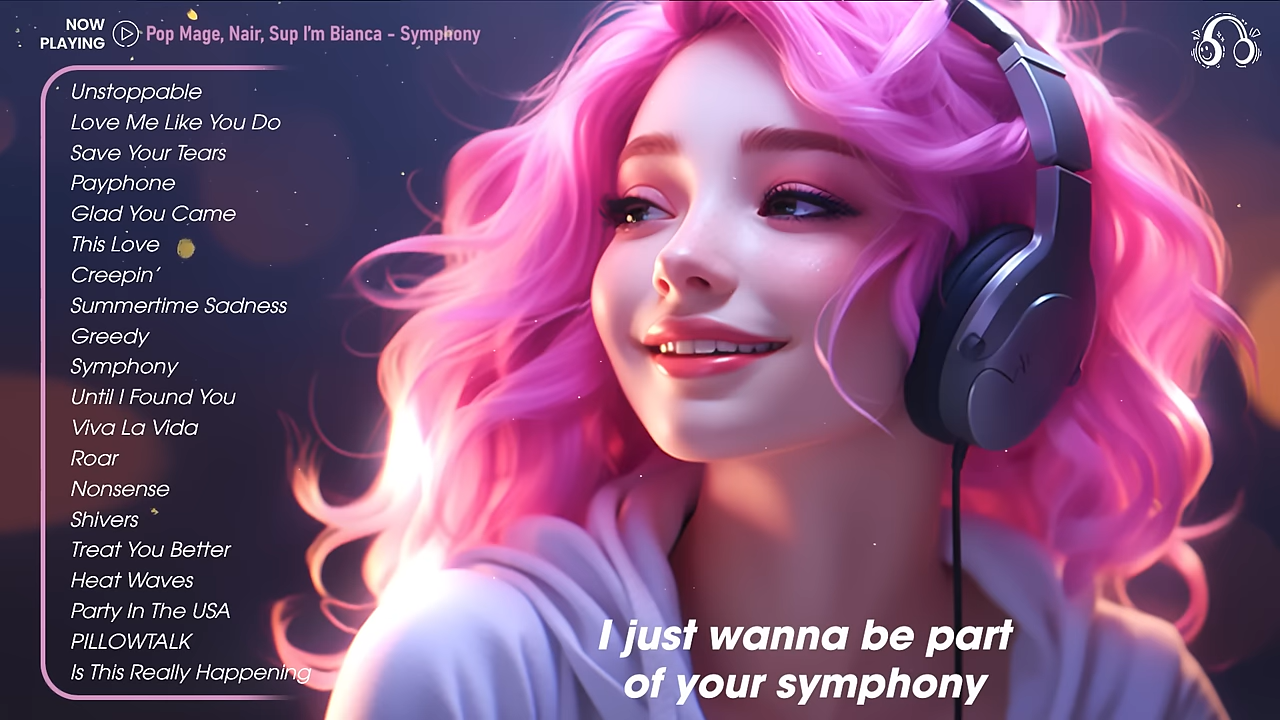 NOW
PLAYING
Pop Mage, Nair, Sup I'm Bianca - Symphony
Unstoppable
Love Me Like You Do
Save Your Tears
Payphone
Glad You Came
This Love
Creepin'
Summertime Sadness
Greedy
Symphony
Until I Found You
Viva La Vida
Roar
Nonsense
Shivers
Treat You Better
Heat Waves
Party In The USA
PILLOWTALK
Is This Really Happening
I just wanna be part
of your symphony